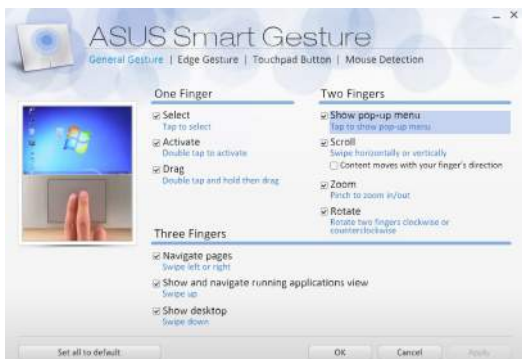 ASUS Smart Gesture
General Gesture | Edge Gesture | Touchpad Button | Mouse Detection
One Finger
Select
Tap to select
Activate
Double tap to activate
Drag
Double tap and hold then drag
Two Fingers
Show pop-up menu
Tap to show pop-up menu
Scroll
Swipe horizontally or vertically
Content moves with your finger's direction
Zoom
Pinch to zoom in/out
Rotate
Rotate two fingers clockwise or
counterclockwise
Three Fingers
Navigate pages
Swipe left or right
Show and navigate running applications view
Swipe up
Show desktop
Swipe down
Set all to default
OK
Cancel
Apply